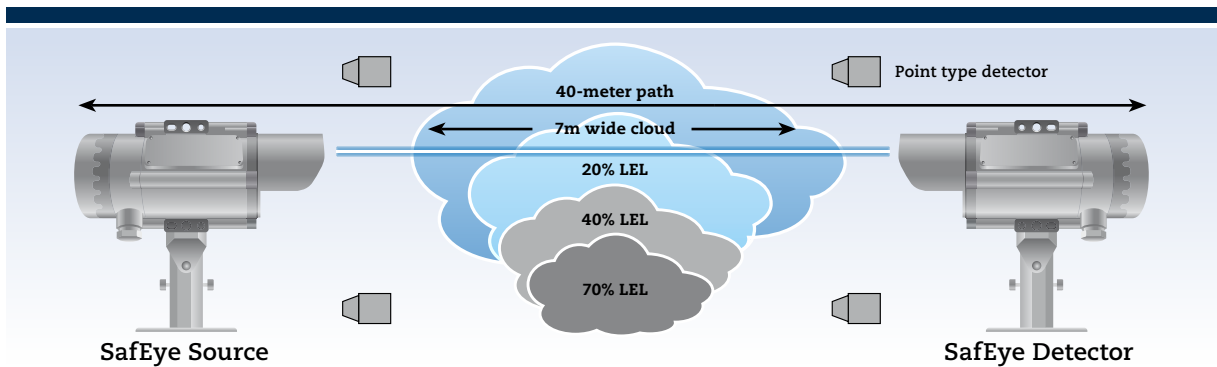 Point type detector
40-meter path
7m wide cloud
20% LEL
40% LEL
70% LEL
SafEye Source
SafEye Detector